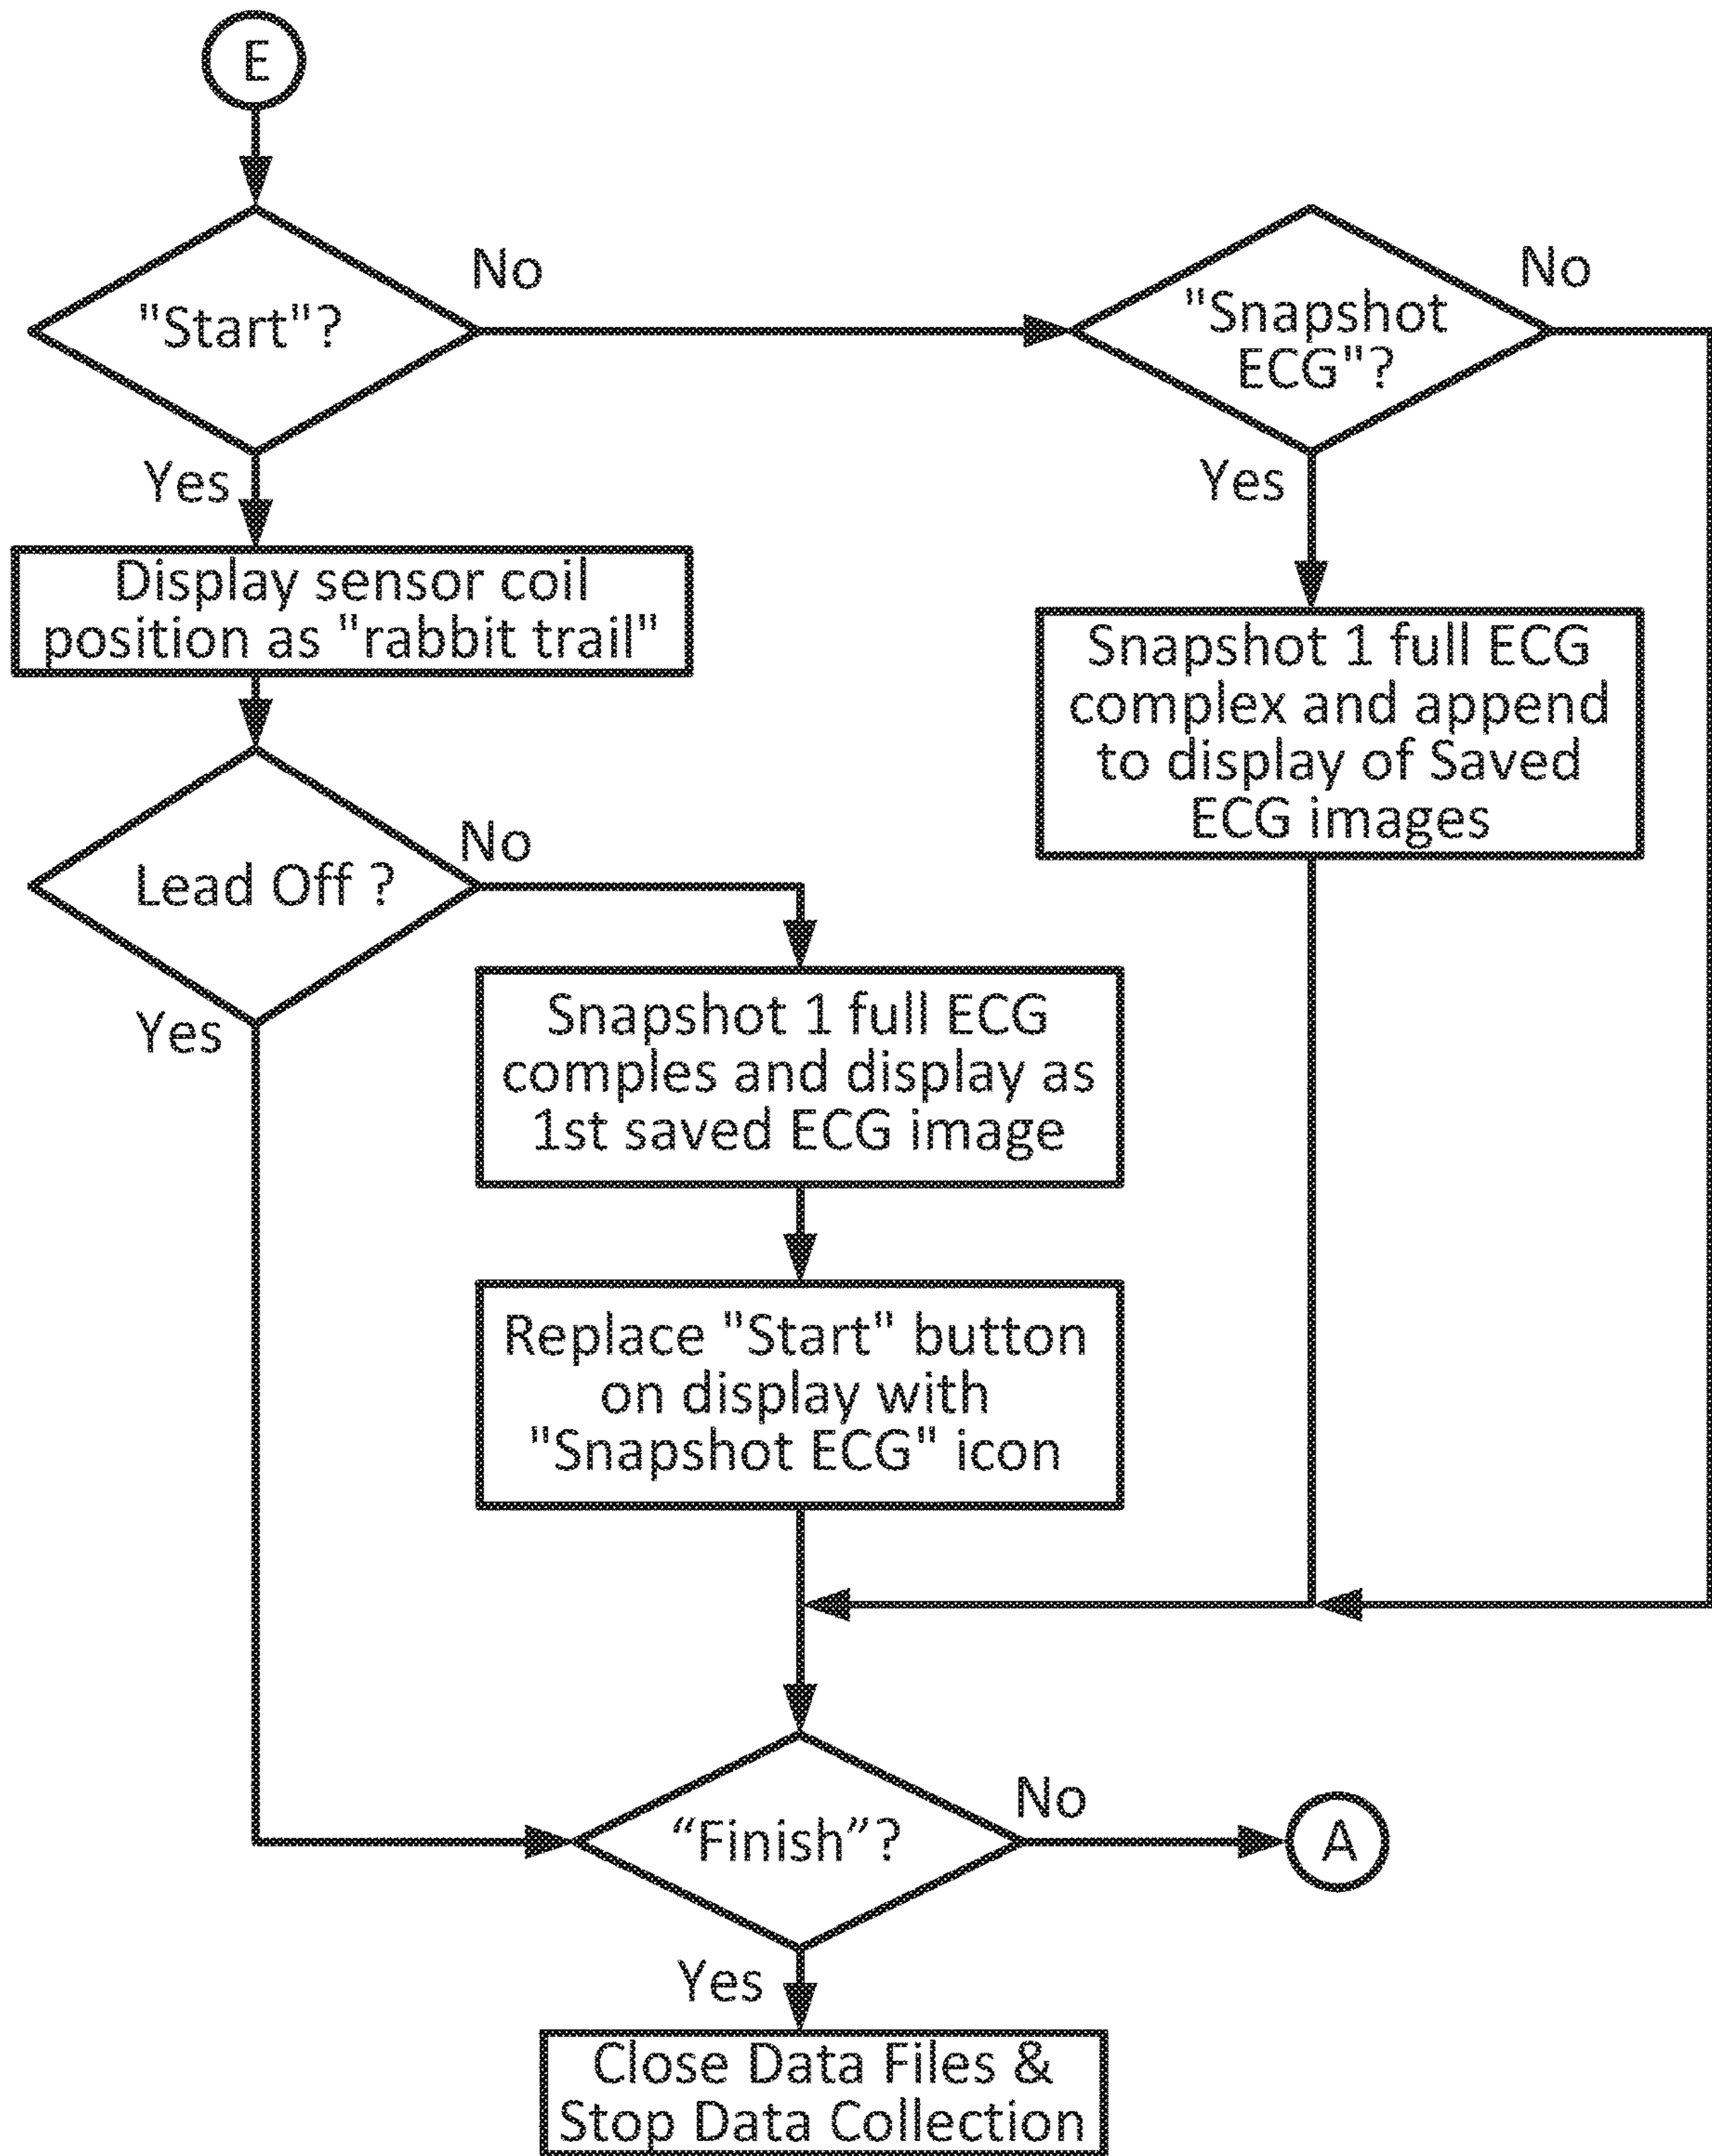 E
"Start"?
No
"Snapshot
ECG"?
No
Yes
Yes
Display sensor coil
position as "rabbit trail"
Snapshot 1 full ECG
complex and append
to display of Saved
ECG images
Lead Off ?
No
Yes
Snapshot 1 full ECG
comples and display as
1st saved ECG image
Replace "Start" button
on display with
"Snapshot ECG" icon
“Finish”?
No
A
Yes
Close Data Files &
Stop Data Collection